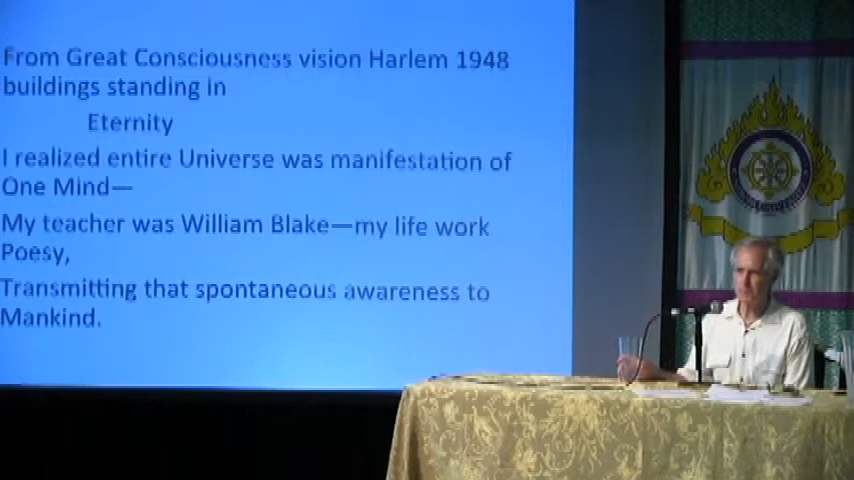 From Great Consciousness vision Harlem 1948
buildings standing in
Eternity
I realized entire Universe was manifestation of
One Mind—
My teacher was William Blake—my life work
Poesy,
Transmitting that spontaneous awareness to
Mankind.